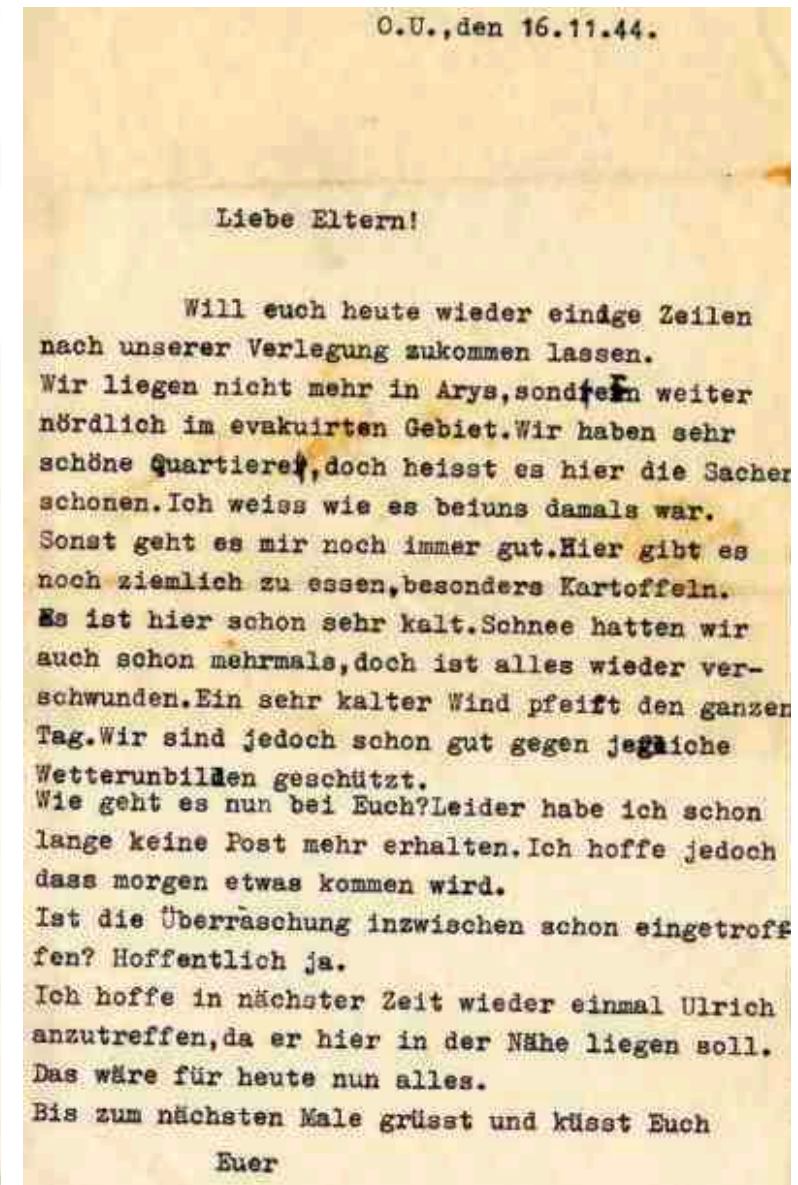 O.U.,den 16.11.44.
Liebe Eltern!
Will euch heute wieder einige Zeilen
nach unserer Verlegung zukommen lassen.
Wir liegen nicht mehr in Arys,sondern weiter
nördlich im evakuirten Gebiet.Wir haben sehr
schöne Quartiere,doch heisst es hier die Sachen
schonen.Ich weiss wie es beiuns damals war.
Sonst geht es mir noch immer gut.Hier gibt es
noch ziemlich zu essen,besonders Kartoffeln.
Es ist hier schon sehr kalt.Schnee hatten wir
auch schon mehrmals,doch ist alles wieder ver-
schwunden.Ein sehr kalter Wind pfeift den ganzen
Tag.Wir sind jedoch schon gut gegen jegliche
Wetterunbilden geschützt.
Wie geht es nun bei Euch?Leider habe ich schon
lange keine Post mehr erhalten.Ich hoffe jedoch
dass morgen etwas kommen wird.
Ist die Überraschung inzwischen schon eingetroff
fen? Hoffentlich ja.
Ich hoffe in nächster Zeit wieder einmal Ulrich
anzutreffen,da er hier in der Nähe liegen soll.
Das wäre für heute nun alles.
Bis zum nächsten Male grüsst und küsst Euch
Euer